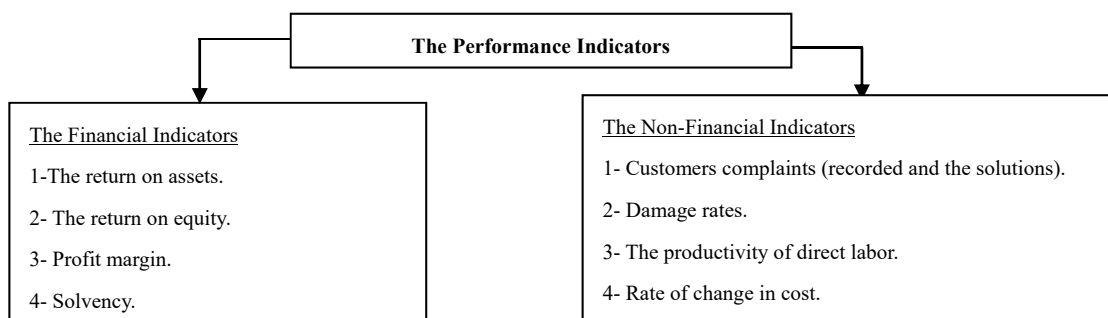 The Performance Indicators
The Financial Indicators
1-The return on assets.
2- The return on equity.
3- Profit margin.
4- Solvency.
The Non-Financial Indicators
1- Customers complaints (recorded and the solutions).
2- Damage rates.
3- The productivity of direct labor.
4- Rate of change in cost.